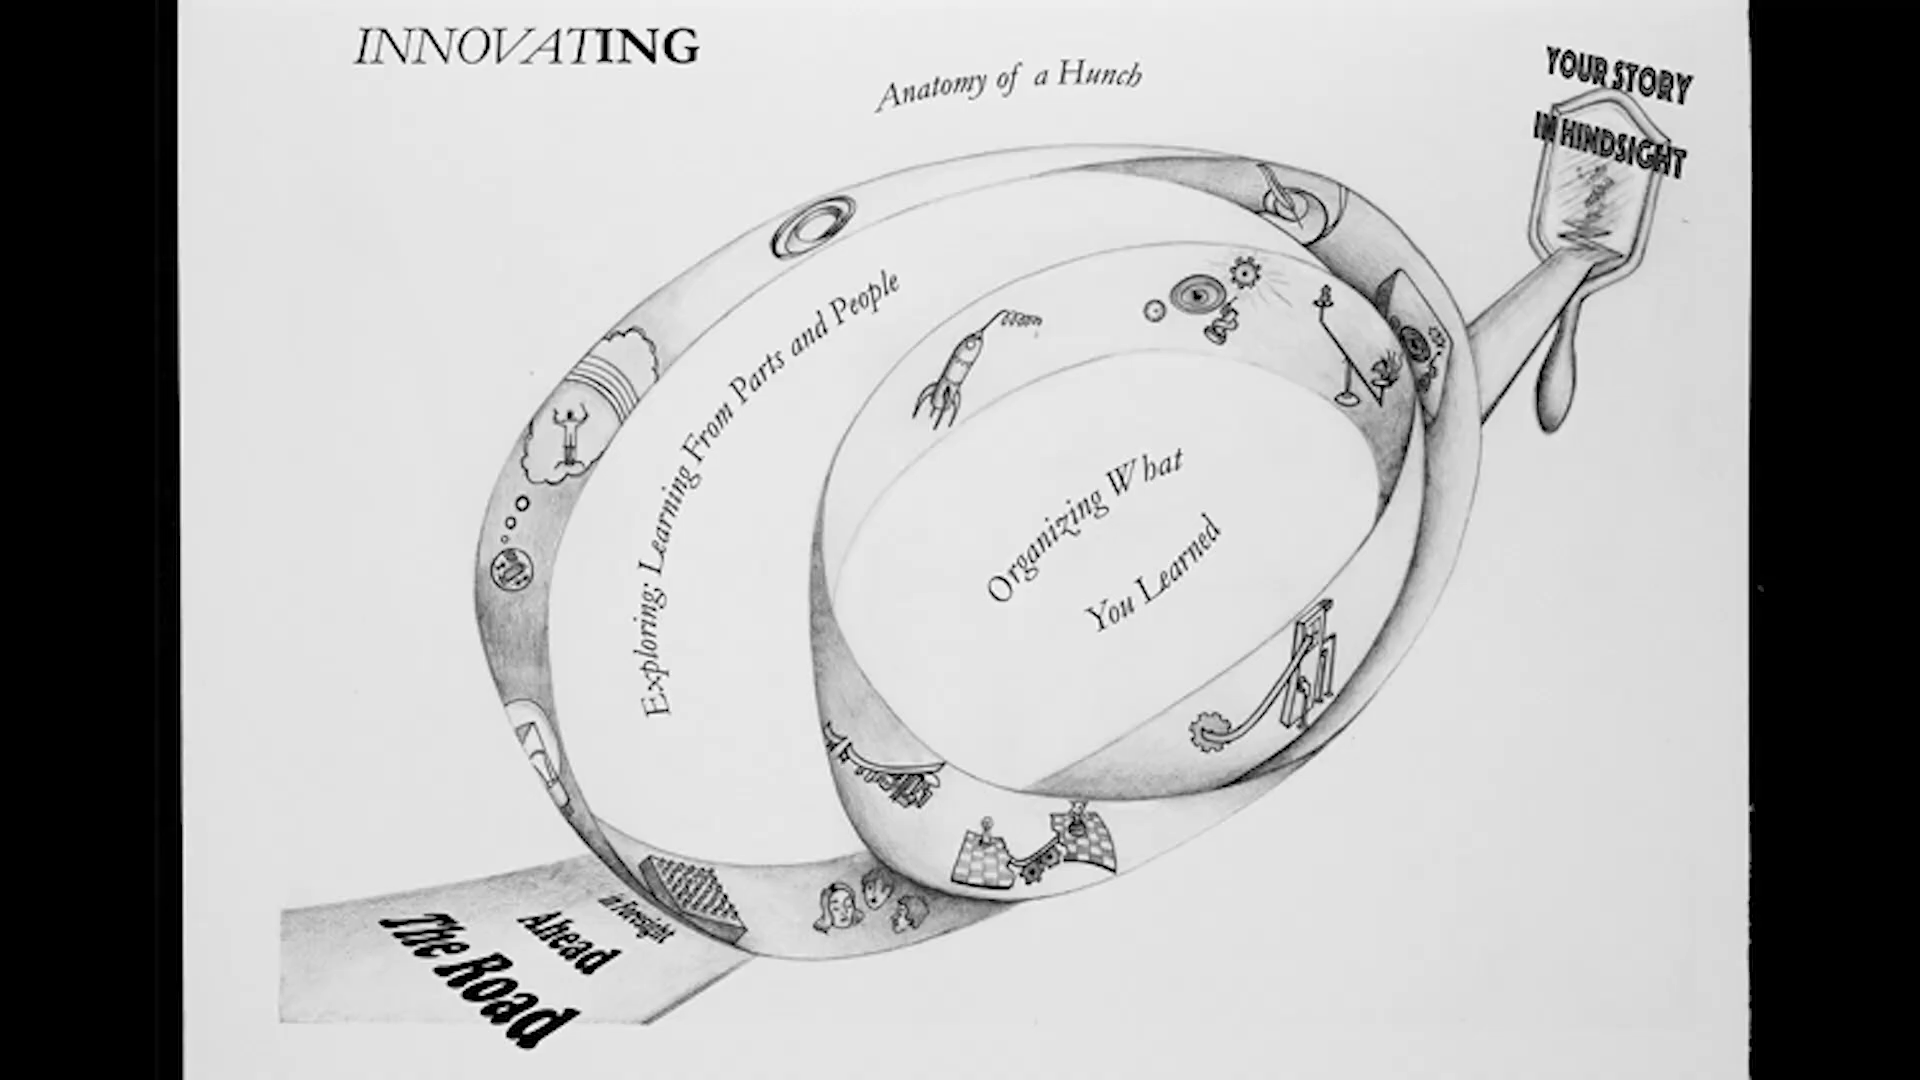 INNOVATING
Anatomy of a Hunch
YOUR STORY
IN HINDSIGHT
Exploring; Learning From Parts and People
Organizing What
You Learned
in Foresight
Ahead
The Road